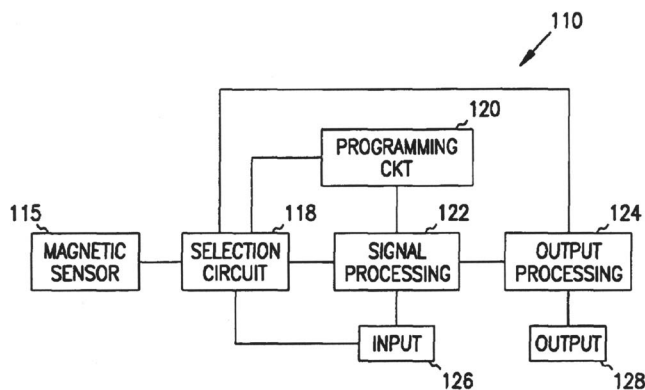 110
120
PROGRAMMING
CKT
115
118
122
124
MAGNETIC
SENSOR
SELECTION
CIRCUIT
SIGNAL
PROCESSING
OUTPUT
PROCESSING
INPUT
OUTPUT
126
128